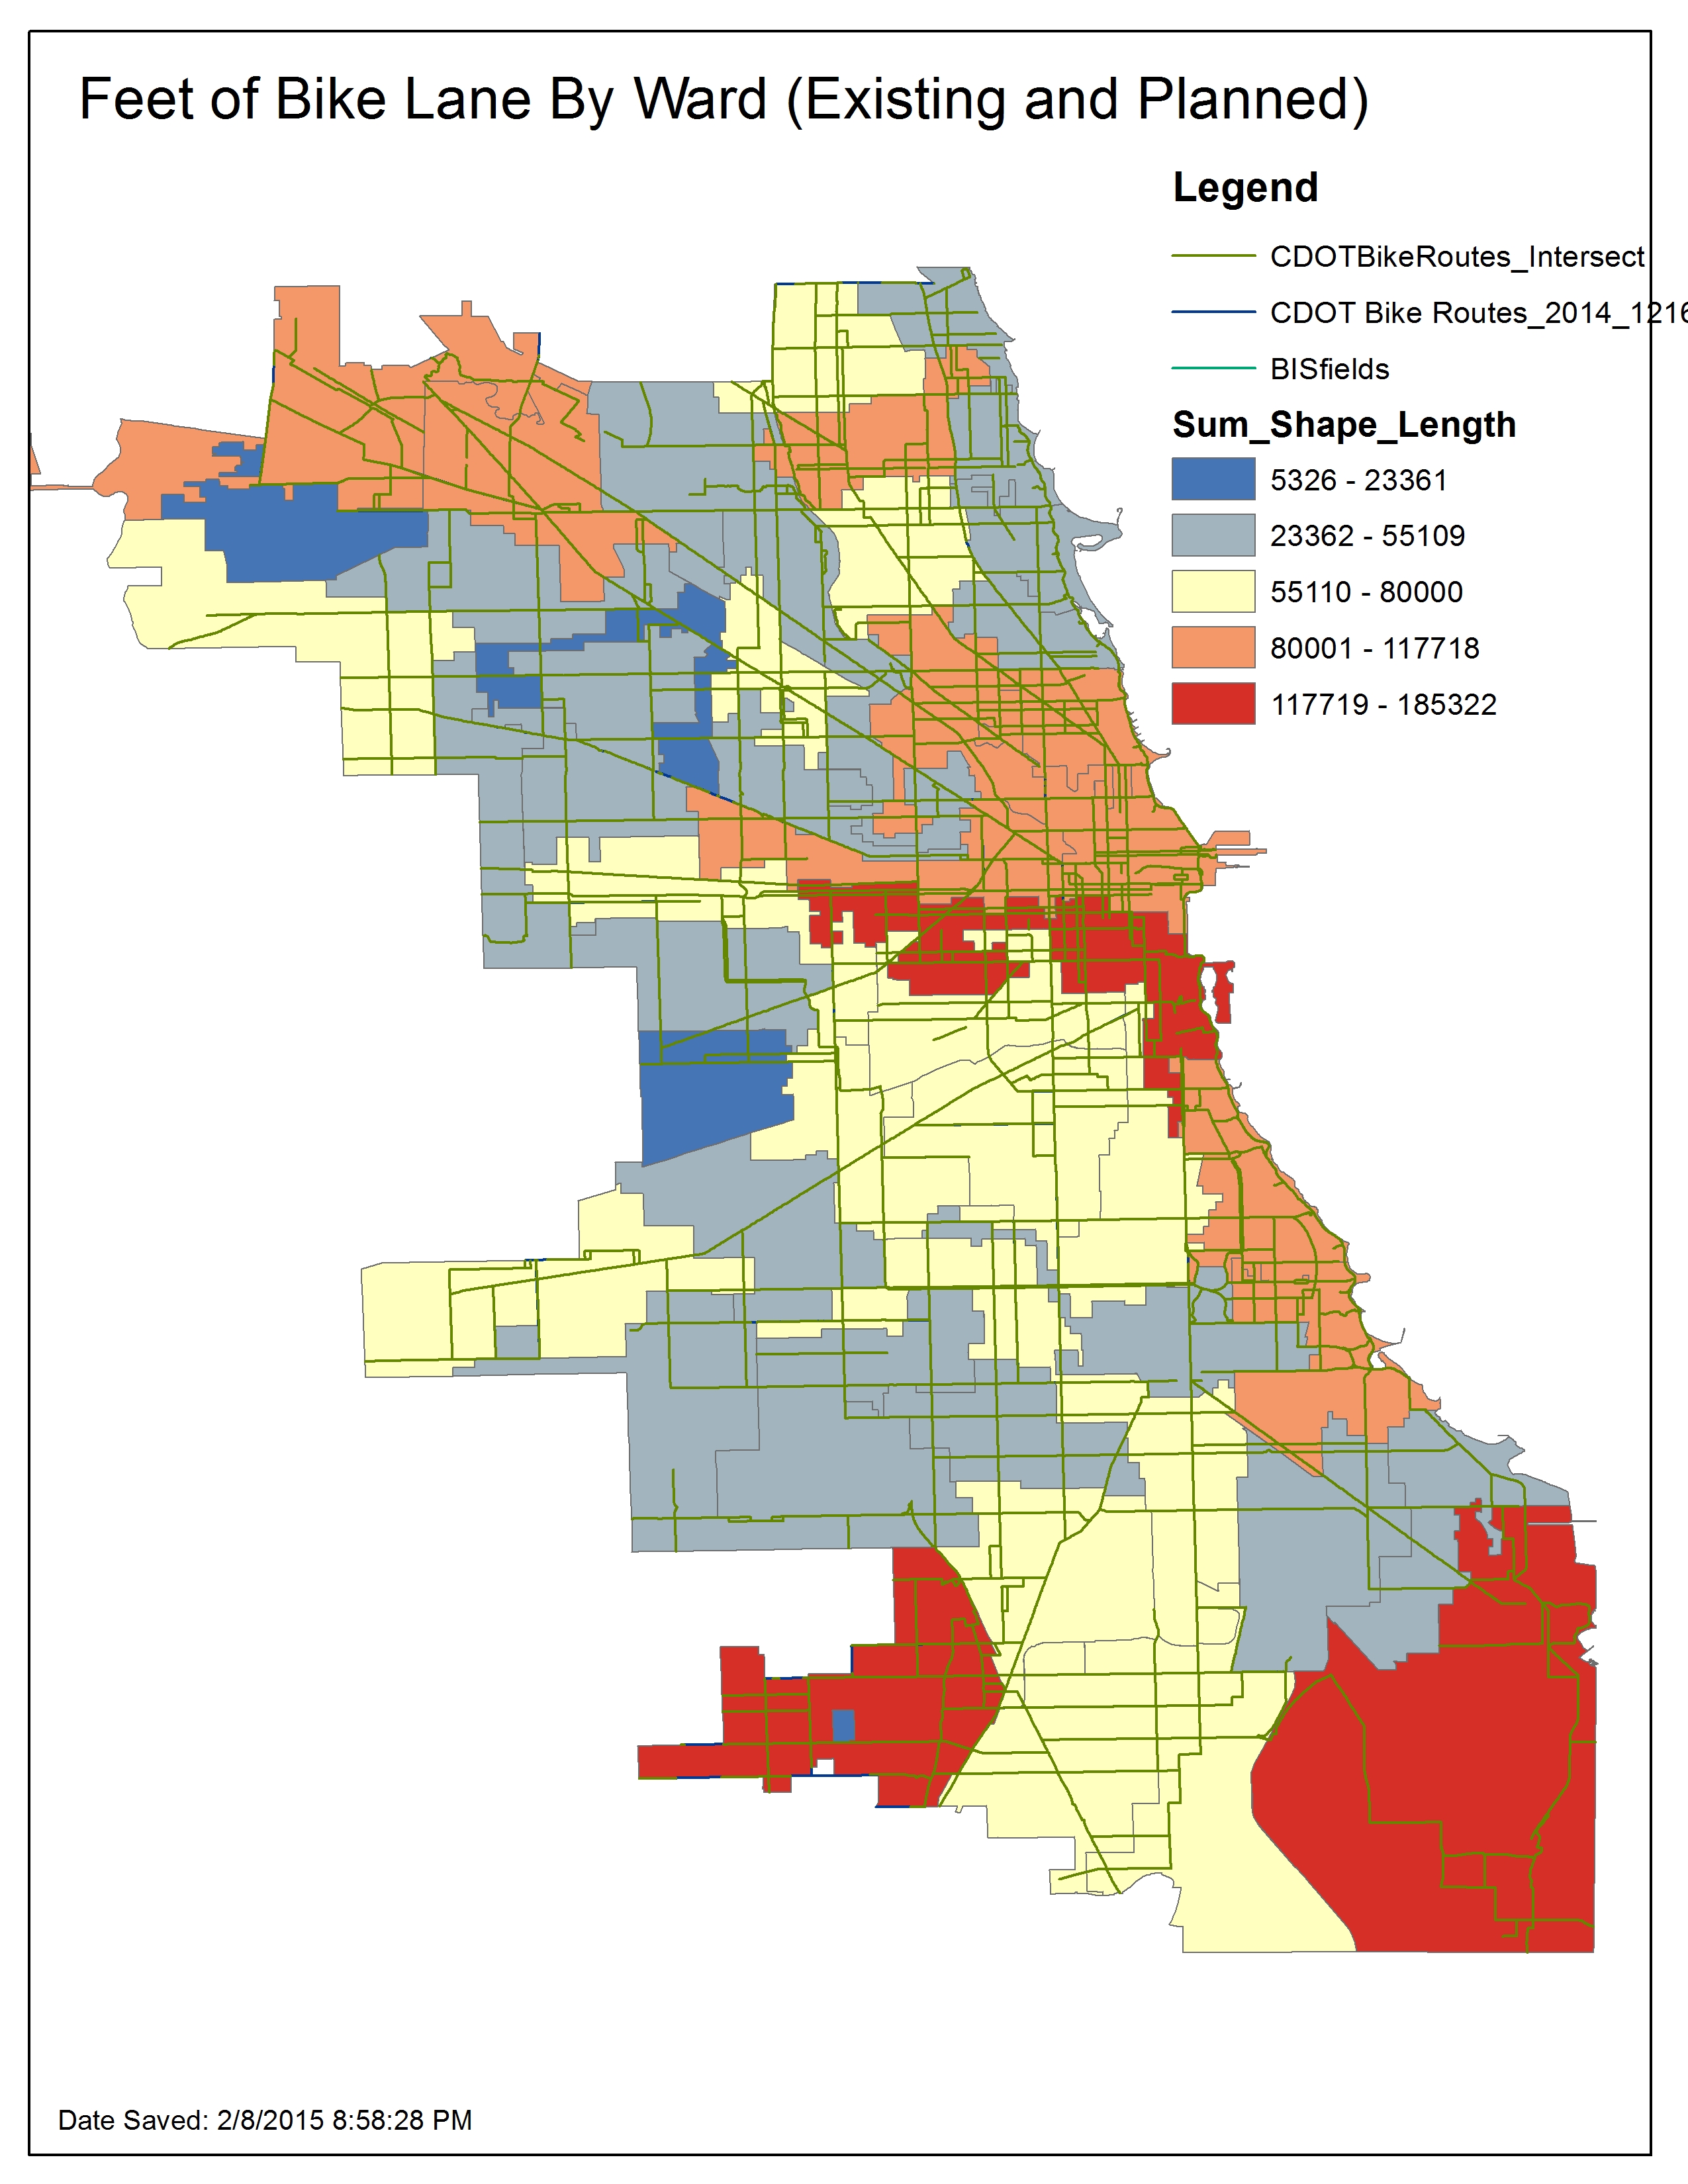 Feet of Bike Lane By Ward (Existing and Planned)
Legend
CDOTBikeRoutes_Intersect
CDOT Bike Routes_2014_1216
BISfields
Sum_Shape_Length
5326 - 23361
23362 - 55109
55110 - 80000
80001 - 117718
117719 - 185322
Date Saved: 2/8/2015 8:58:28 PM